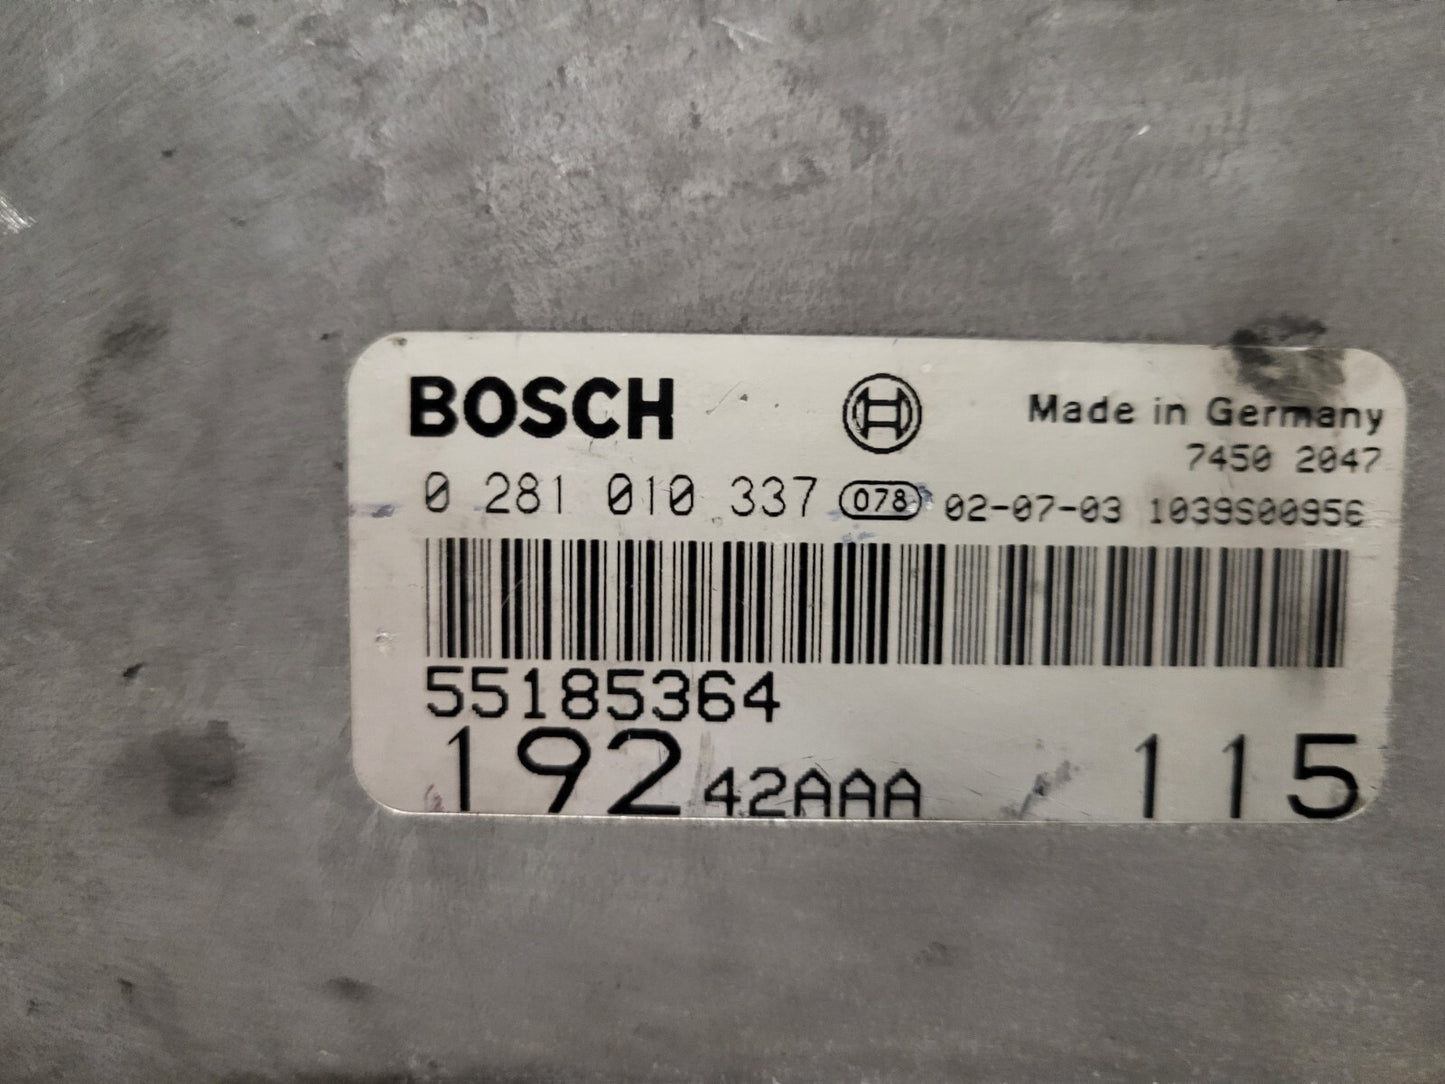 BOSCH
Made in Germany
7450 2047
0 281 010 337 078 02-07-03 1039S00956
55185364
192 42AAA 115